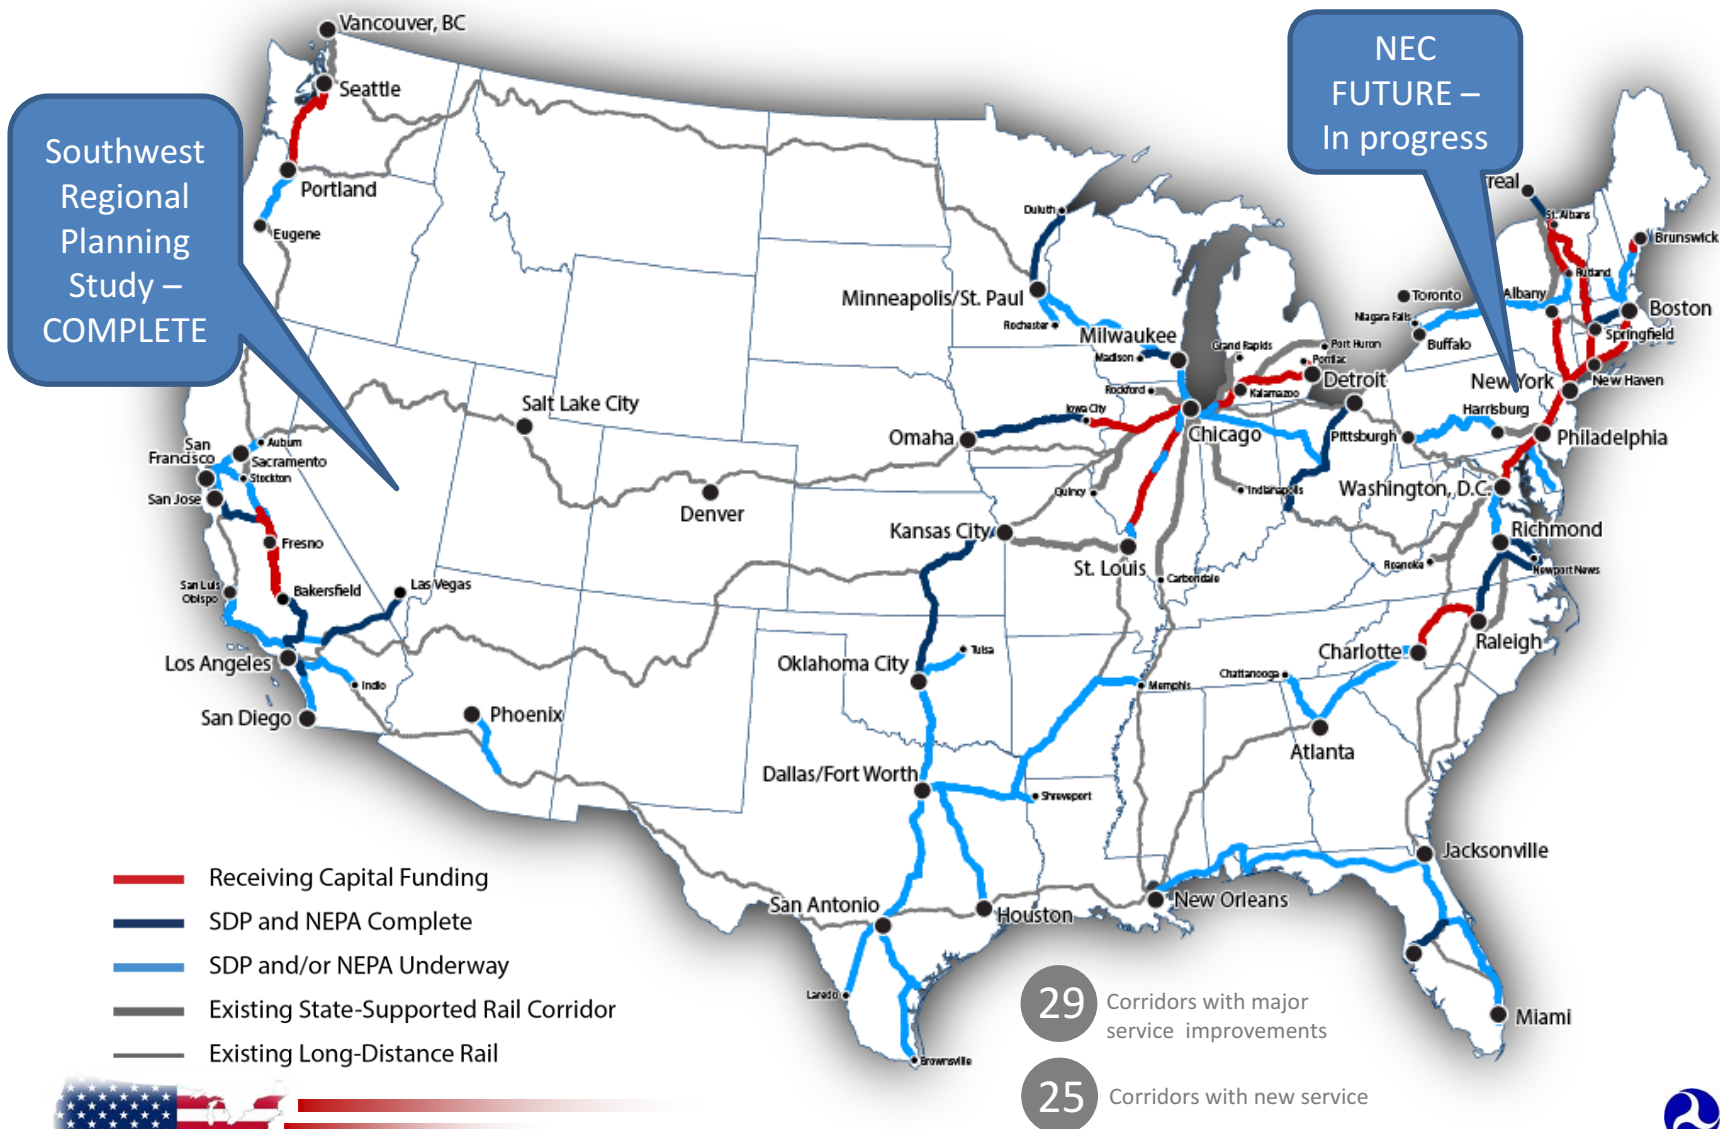 Vancouver, BC
Seattle
Portland
Eugene
Southwest
Regional
Planning
Study –
COMPLETE
NEC
FUTURE –
In progress
real
St. Albans
Brunswick
Rutland
Duluth
Minneapolis/St. Paul
Rochester
Milwaukee
Madison
Toronto
Niagara Falls
Buffalo
Albany
Boston
Springfield
New Haven
New York
Grand Rapids
Port Huron
Pontiac
Detroit
Kalamazoo
Rockford
Iowa City
Chicago
Omaha
Salt Lake City
Harrisburg
Pittsburgh
Philadelphia
Washington, D.C.
Auburn
San
Francisco
Sacramento
Stockton
San Jose
Fresno
Denver
Quincy
Indianapolis
Kansas City
St. Louis
Richmond
Newport News
Roanoke
Carbondale
San Luis
Obispo
Bakersfield
Las Vegas
Los Angeles
Indio
San Diego
Phoenix
Oklahoma City
Tulsa
Memphis
Chattanooga
Charlotte
Raleigh
Atlanta
Dallas/Fort Worth
Shreveport
Jacksonville
San Antonio
Houston
New Orleans
Laredo
Brownsville
Miami
Receiving Capital Funding
SDP and NEPA Complete
SDP and/or NEPA Underway
Existing State-Supported Rail Corridor
Existing Long-Distance Rail
29 Corridors with major
service improvements
25 Corridors with new service